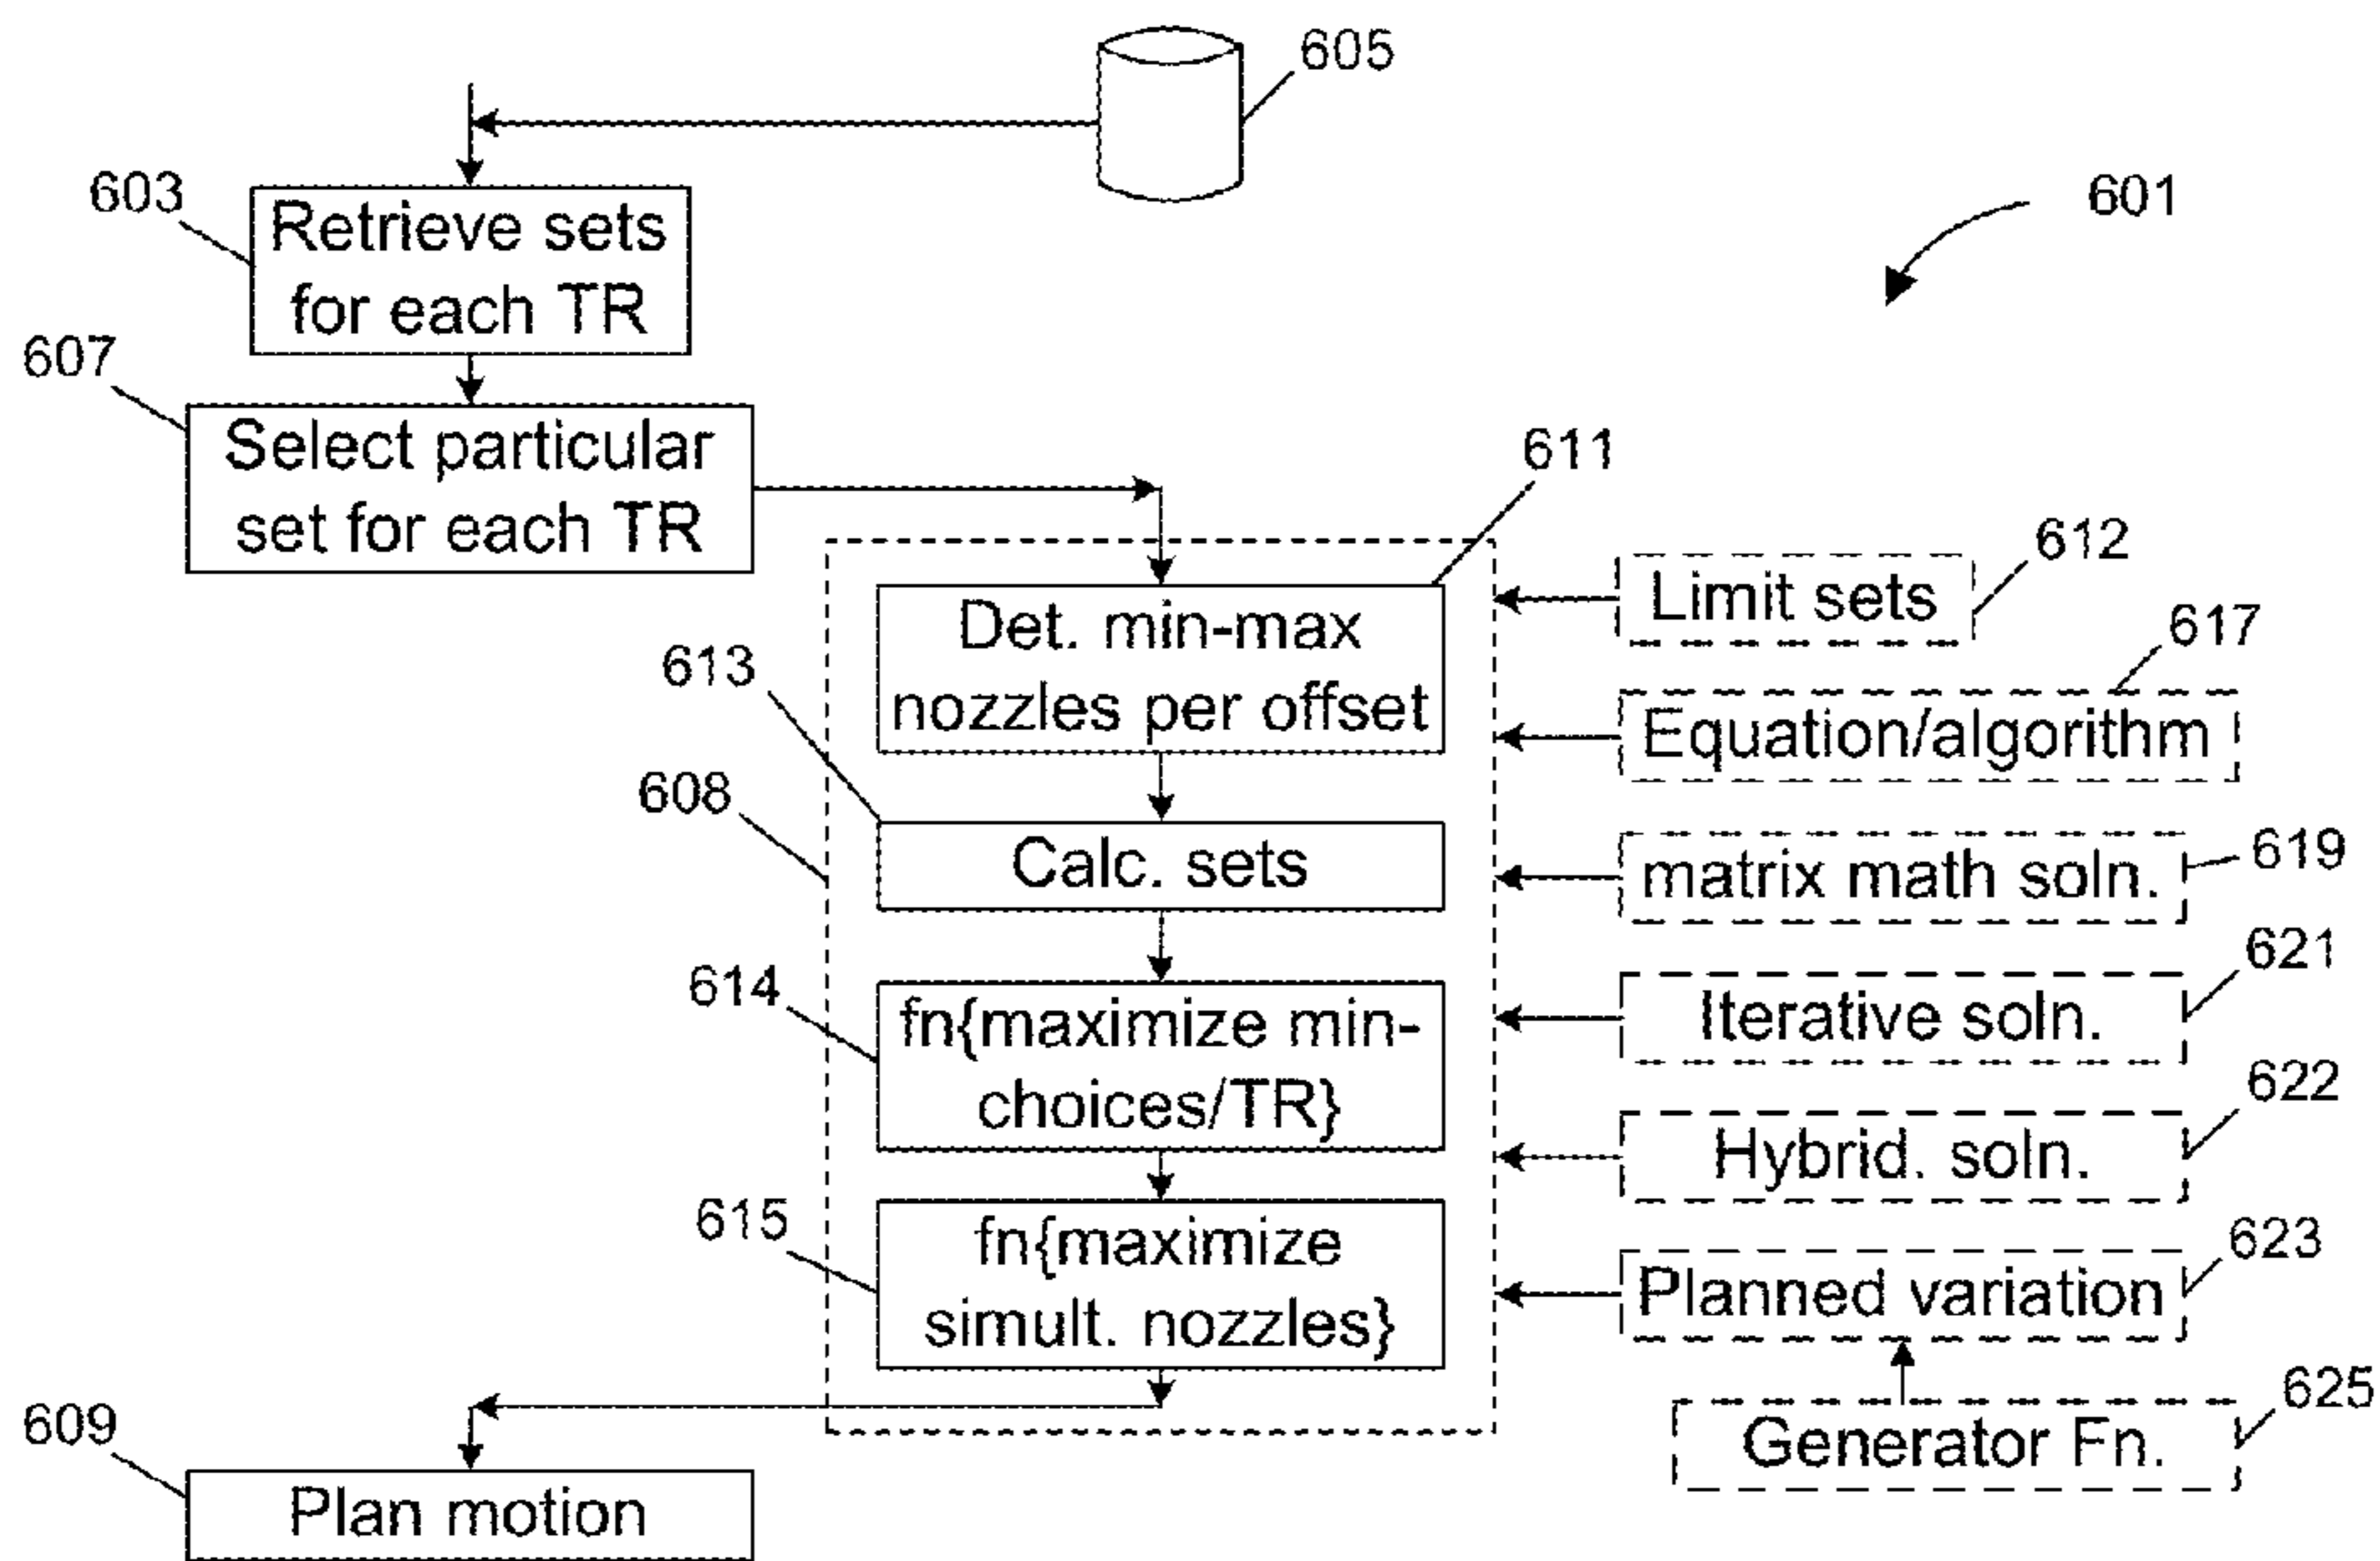 605
603
Retrieve sets
for each TR
601
607
Select particular
set for each TR
611
Det. min-max
nozzles per offset
612
Limit sets
617
Equation/algorithm
613
608
Calc. sets
619
matrix math soln.
614
fn{maximize min-
choices/TR}
621
Iterative soln.
622
Hybrid. soln.
615
fn{maximize
simult. nozzles}
623
Planned variation
625
Generator Fn.
609
Plan motion